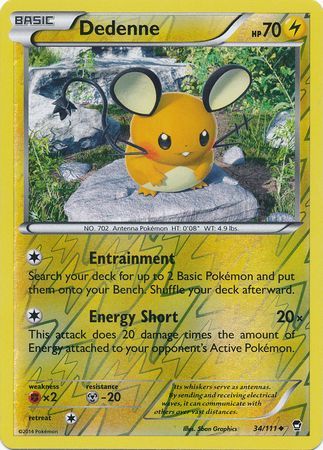 BASIC
Dedenne
HP70
NO. 702 Antenna Pokémon HT: 0'08" WT: 4.9 lbs.
Entrainment
Search your deck for up to 2 Basic Pokémon and put
them onto your Bench. Shuffle your deck afterward.
Energy Short 20×
This attack does 20 damage times the amount of
Energy attached to your opponent's Active Pokémon.
weakness resistance
×2 -20
retreat
Its whiskers serve as antennas.
By sending and receiving electrical
waves, it can communicate with
others over vast distances.
©2014 Pokémon
Illus. 5ban Graphics
34/111